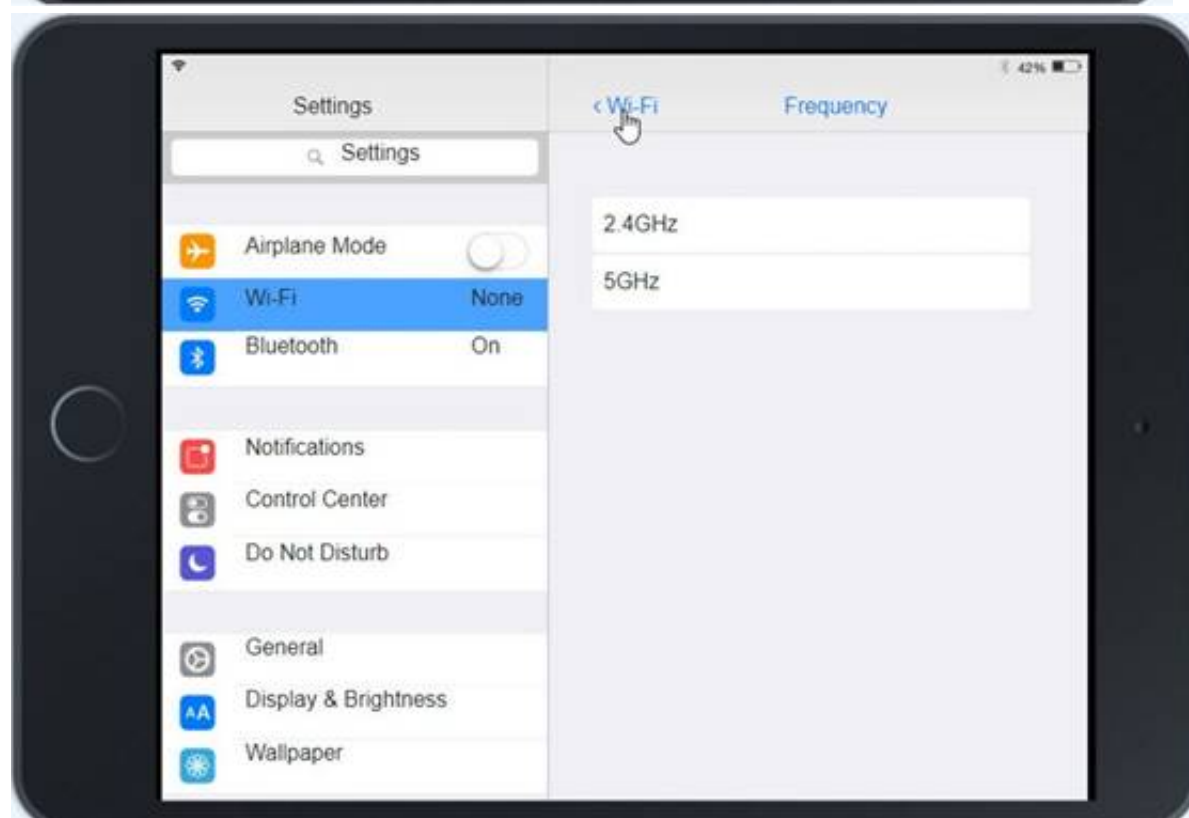 42%
Settings
< Wi-Fi
Frequency
Settings
2.4GHz
5GHz
Airplane Mode
Wi-Fi None
Bluetooth On
Notifications
Control Center
Do Not Disturb
General
AA
Display & Brightness
Wallpaper